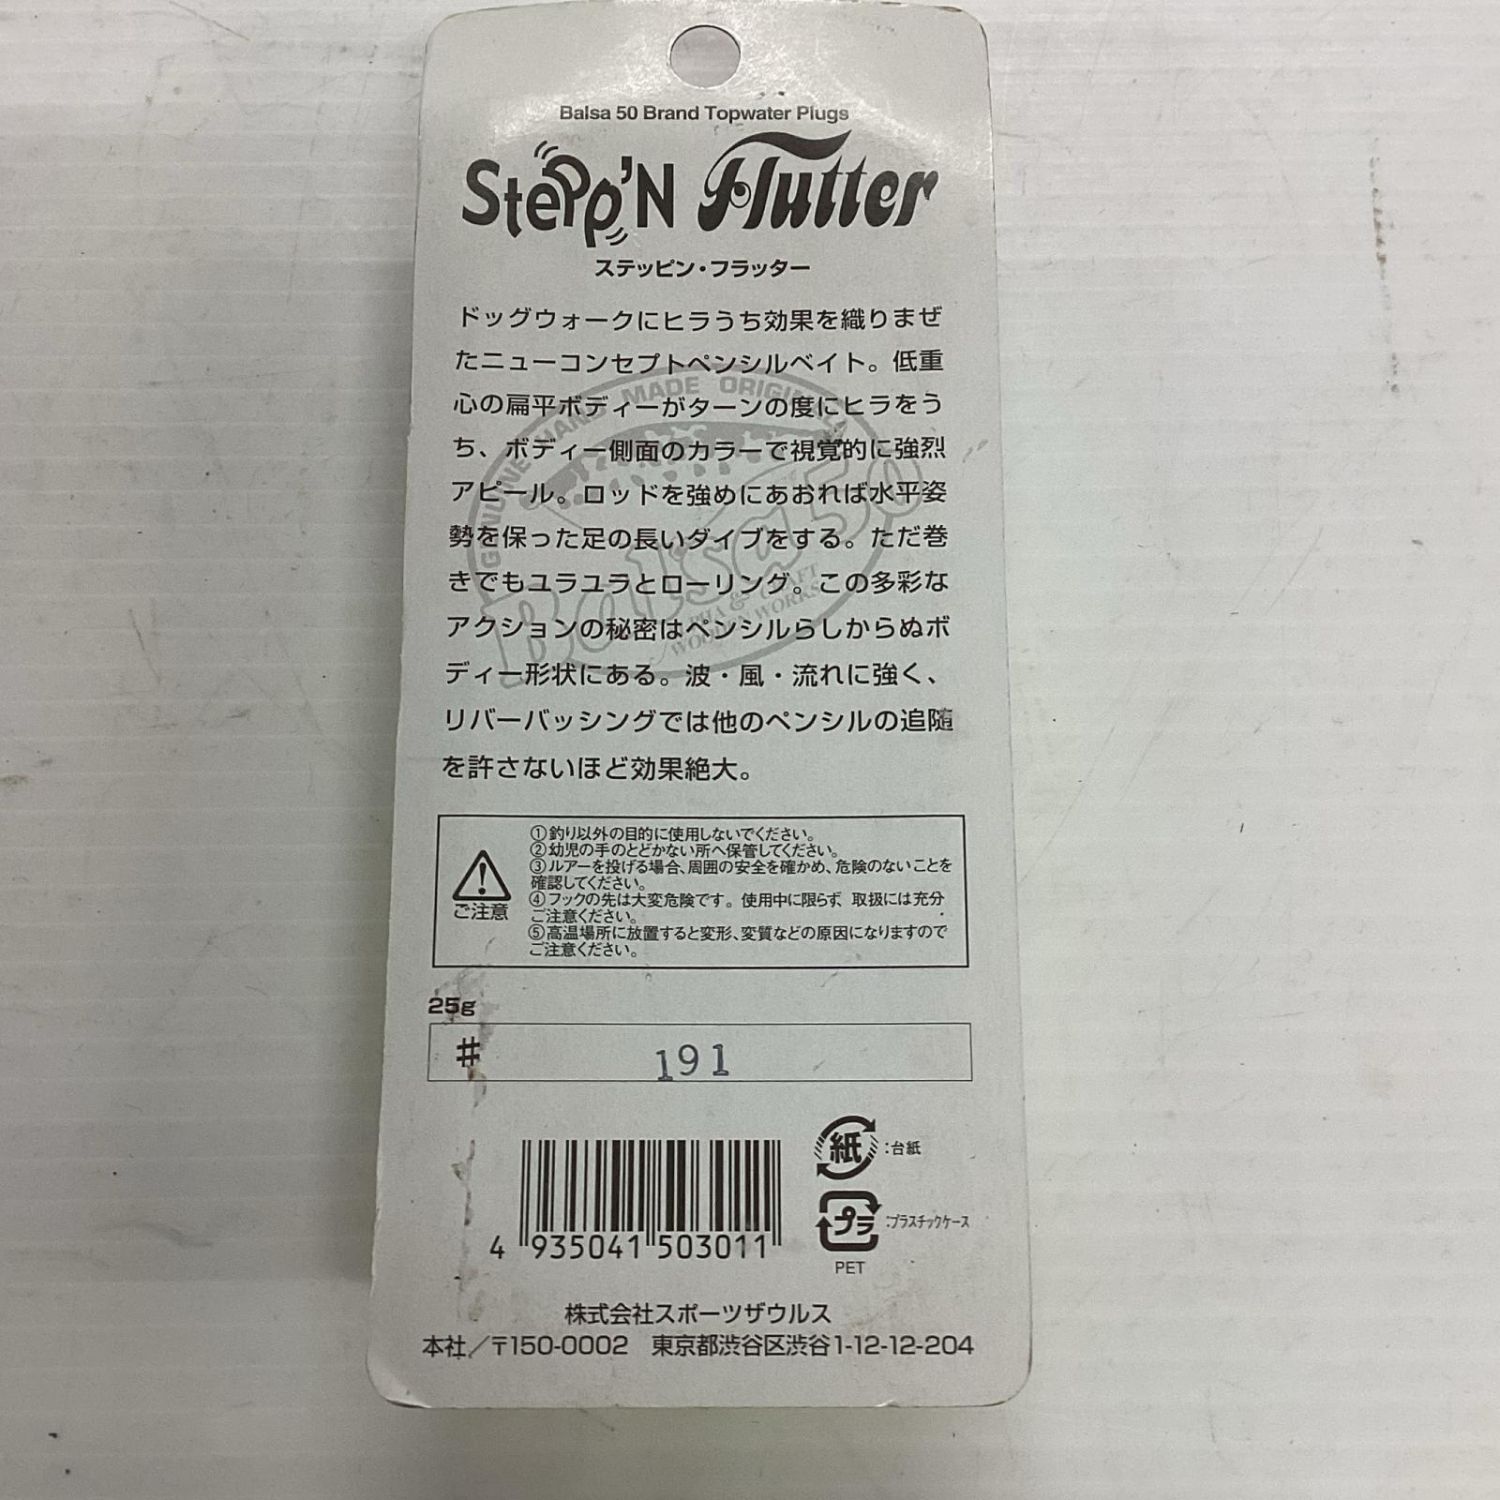 Balsa 50 Brand Topwater Plugs
Stepp'N Flutter
ステッピン・フラッター
ドッグウォークにヒラうち効果を織りまぜ
たニューコンセプトペンシルベイト。低重
心の扁平ボディーがターンの度にヒラをう
ち、ボディー側面のカラーで視覚的に強烈
アピール。ロッドを強めにあおれば水平姿
勢を保った足の長いダイブをする。ただ巻
きでもユラユラとローリング。この多彩な
アクションの秘密はペンシルらしからぬボ
ディー形状にある。波・風・流れに強く、
リバーバッシングでは他のペンシルの追随
を許さないほど効果絶大。
GENUINE HAND MADE ORIGINAL
Balsa50
& CRAFT
WOODEN WORKS
ご注意
①釣り以外の目的に使用しないでください。
②幼児の手のとどかない所へ保管してください。
③ルアーを投げる場合、周囲の安全を確かめ、危険のないことを
確認してください。
④フックの先は大変危険です。使用中に限らず、取扱には充分
ご注意ください。
⑤高温場所に放置すると変形、変質などの原因になりますので
ご注意ください。
25g
# 191
紙 :台紙
プラ :プラスチックケース
PET
4 935041 503011
株式会社スポーツザウルス
本社/〒150-0002 東京都渋谷区渋谷1-12-12-204